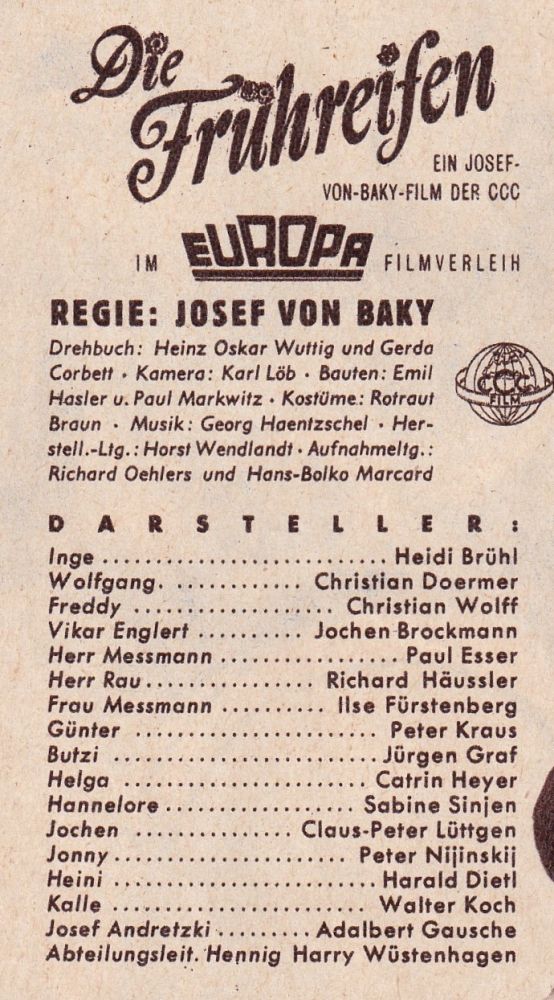 Die
Frühreifen
EIN JOSEF-
VON-BAKY-FILM DER CCC
IM EUROPA FILMVERLEIH
REGIE: JOSEF VON BAKY
Drehbuch: Heinz Oskar Wuttig und Gerda
Corbett · Kamera: Karl Löb · Bauten: Emil
Hasler u. Paul Markwitz · Kostüme: Rotraut
Braun · Musik: Georg Haentzschel · Her-
stell.-Ltg.: Horst Wendlandt · Aufnahmeltg.:
Richard Oehlers und Hans-Bolko Marcard
CCC
FILM
DARSTELLER:
Inge ........................... Heidi Brühl
Wolfgang. ............ Christian Doermer
Freddy ................... Christian Wolff
Vikar Englert .......... Jochen Brockmann
Herr Messmann ................. Paul Esser
Herr Rau................ Richard Häussler
Frau Messmann .......... Ilse Fürstenberg
Günter ....................... Peter Kraus
Butzi ......................... Jürgen Graf
Helga ........................ Catrin Heyer
Hannelore ................... Sabine Sinjen
Jochen ............... Claus-Peter Lüttgen
Jonny...................... Peter Nijinskij
Heini ......................... Harald Dietl
Kalle ......................... Walter Koch
Josef Andretzki ......... Adalbert Gausche
Abteilungsleit. Hennig Harry Wüstenhagen